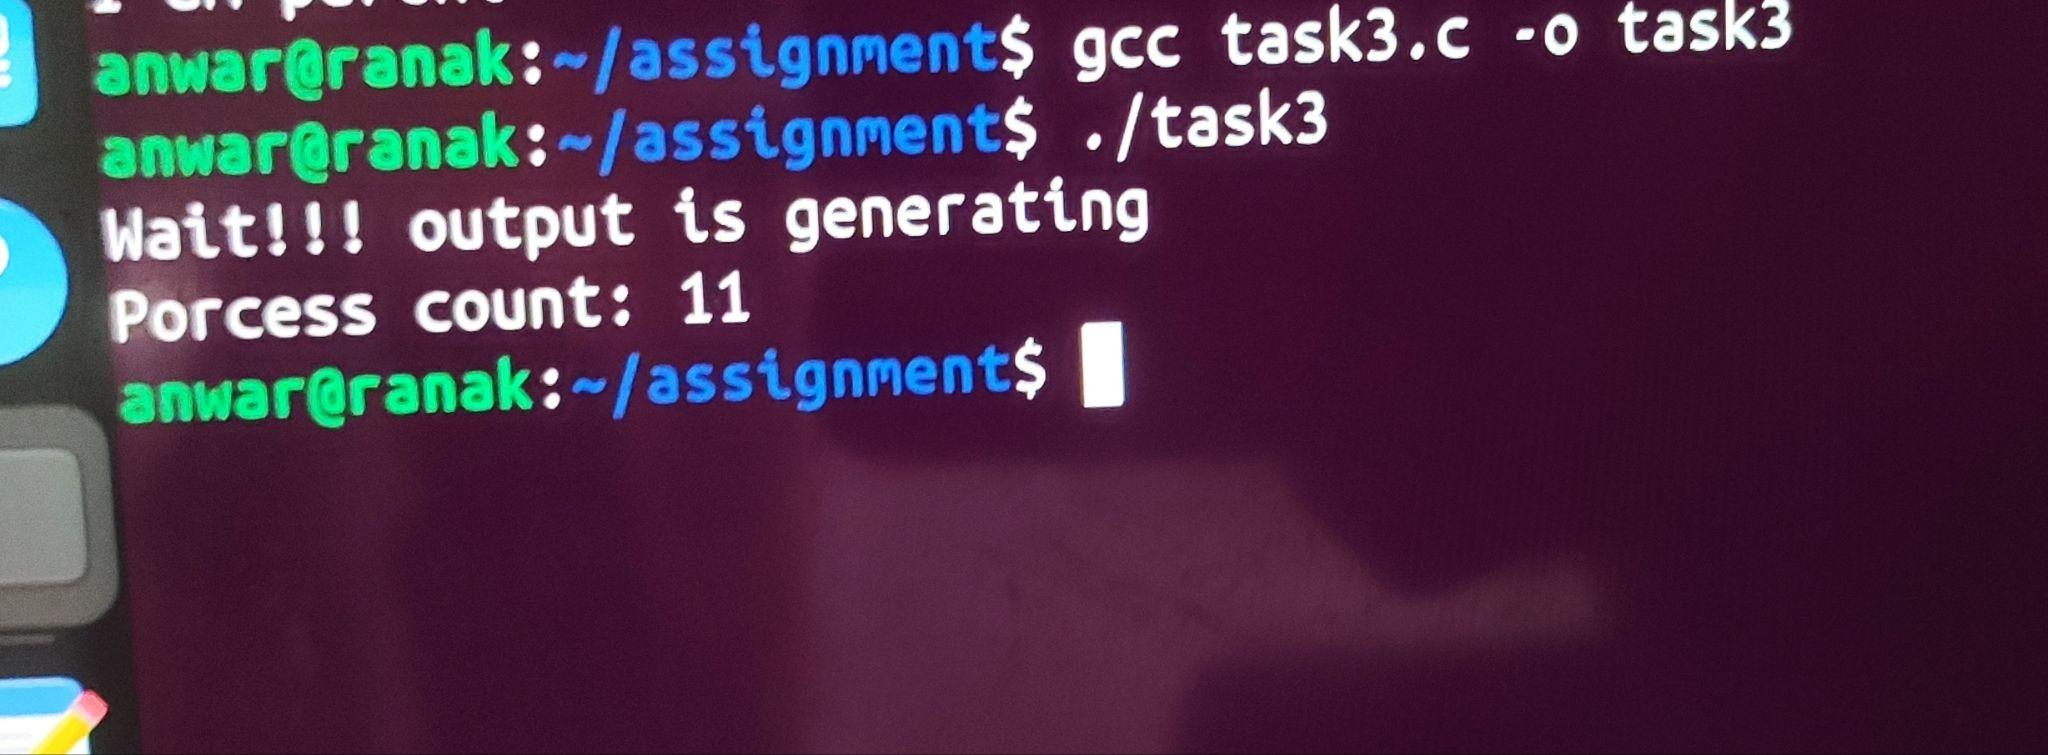 anwar@ranak:~/assignment$ gcc task3.c -o task3
anwar@ranak:~/assignment$ ./task3
Wait!!! output is generating
Porcess count: 11
anwar@ranak:~/assignment$